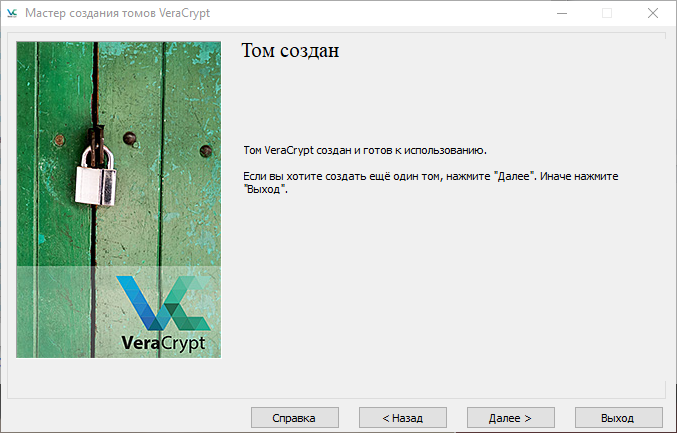 Мастер создания томов VeraCrypt
Том создан
Том VeraCrypt создан и готов к использованию.
Если вы хотите создать ещё один том, нажмите "Далее". Иначе нажмите
"Выход".
VeraCrypt
Справка
< Назад
Далее >
Выход